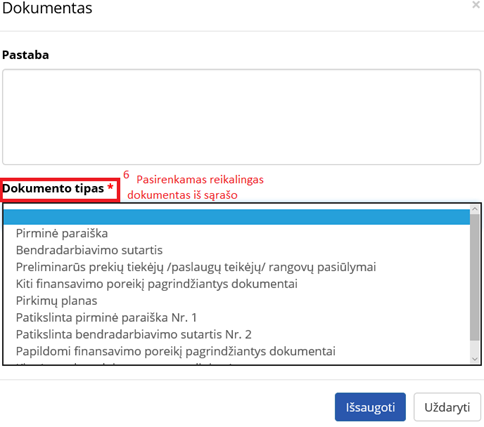 Dokumentas
×
Pastaba
6 Pasirenkamas reikalingas
dokumentas iš sąrašo
Dokumento tipas *
Pirminė paraiška
Bendradarbiavimo sutartis
Preliminarūs prekių tiekėjų /paslaugų teikėjų/ rangovų pasiūlymai
Kiti finansavimo poreikį pagrindžiantys dokumentai
Pirkimų planas
Patikslinta pirminė paraiška Nr. 1
Patikslinta bendradarbiavimo sutartis Nr. 2
Papildomi finansavimo poreikį pagrindžiantys dokumentai
Išsaugoti
Uždaryti